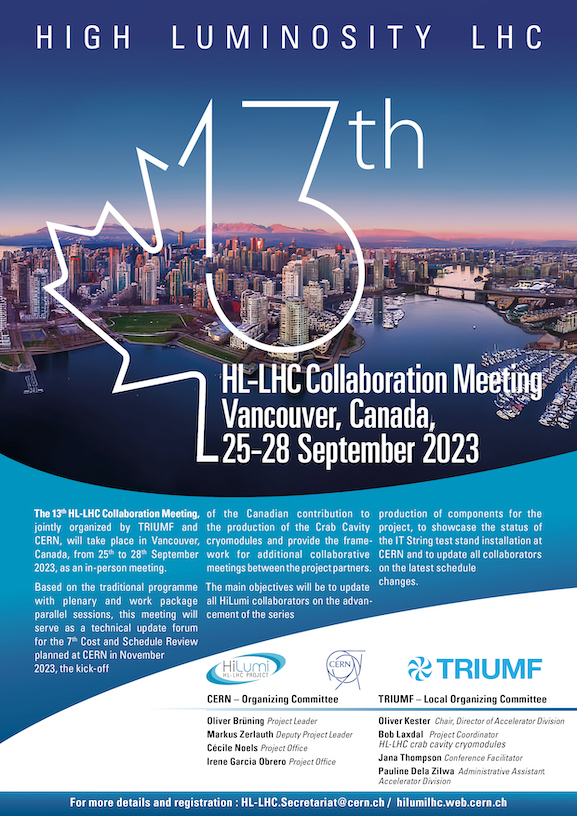 HIGH LUMINOSITY LHC
13th
HL-LHC Collaboration Meeting
Vancouver, Canada,
25-28 September 2023
The 13th HL-LHC Collaboration Meeting,
jointly organized by TRIUMF and
CERN, will take place in Vancouver,
Canada, from 25th to 28th September
2023, as an in-person meeting.
Based on the traditional programme
with plenary and work package
parallel sessions, this meeting will
serve as a technical update forum
for the 7th Cost and Schedule Review
planned at CERN in November
2023, the kick-off
of the Canadian contribution to
the production of the Crab Cavity
cryomodules and provide the frame-
work for additional collaborative
meetings between the project partners.
The main objectives will be to update
all HiLumi collaborators on the advan-
cement of the series
production of components for the
project, to showcase the status of
the IT String test stand installation at
CERN and to update all collaborators
on the latest schedule
changes.
HiLumi
HL-LHC PROJECT
CERN
TRIUMF
CERN – Organizing Committee
Oliver Brüning Project Leader
Markus Zerlauth Deputy Project Leader
Cécile Noels Project Office
Irene Garcia Obrero Project Office
TRIUMF – Local Organizing Committee
Oliver Kester Chair, Director of Accelerator Division
Bob Laxdal Project Coordinator
HL-LHC crab cavity cryomodules
Jana Thompson Conference Facilitator
Pauline Dela Zilwa Administrative Assistant
Accelerator Division
For more details and registration : HL-LHC.Secretariat@cern.ch / hilumilhc.web.cern.ch